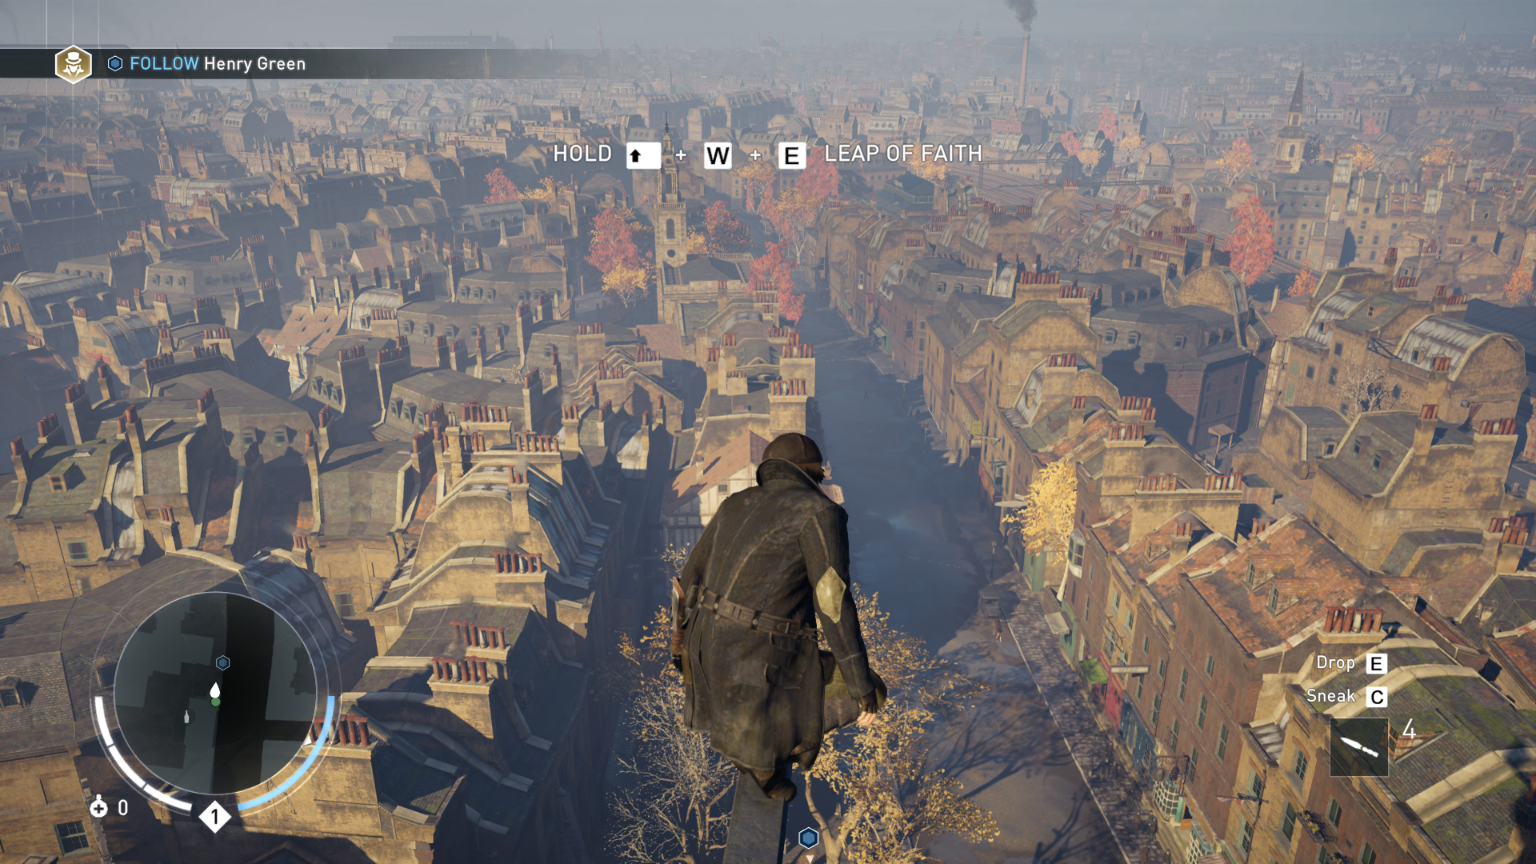 FOLLOW Henry Green
HOLD + W + E LEAP OF FAITH
Drop E
Sneak C
4
0
1